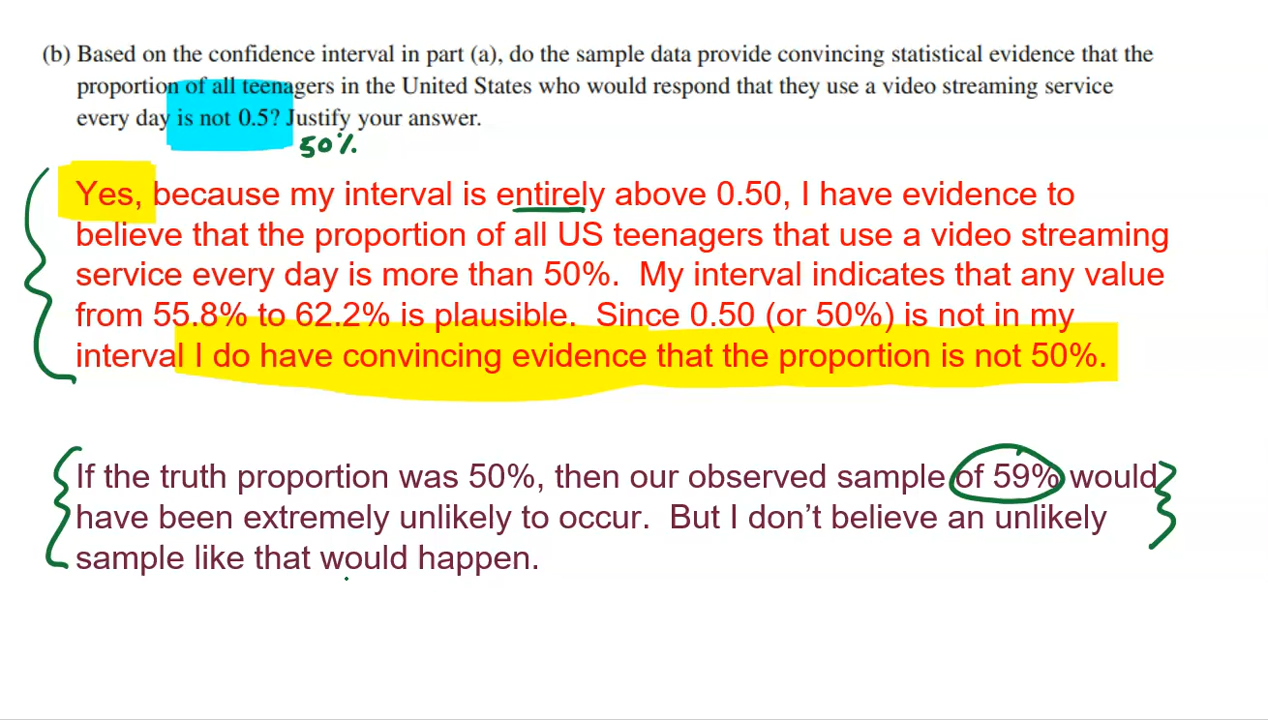 (b) Based on the confidence interval in part (a), do the sample data provide convincing statistical evidence that the
proportion of all teenagers in the United States who would respond that they use a video streaming service
every day is not 0.5? Justify your answer.
50%
Yes, because my interval is entirely above 0.50, I have evidence to
believe that the proportion of all US teenagers that use a video streaming
service every day is more than 50%.  My interval indicates that any value
from 55.8% to 62.2% is plausible.  Since 0.50 (or 50%) is not in my
interval I do have convincing evidence that the proportion is not 50%.
If the truth proportion was 50%, then our observed sample of 59% would
have been extremely unlikely to occur.  But I don’t believe an unlikely
sample like that would happen.